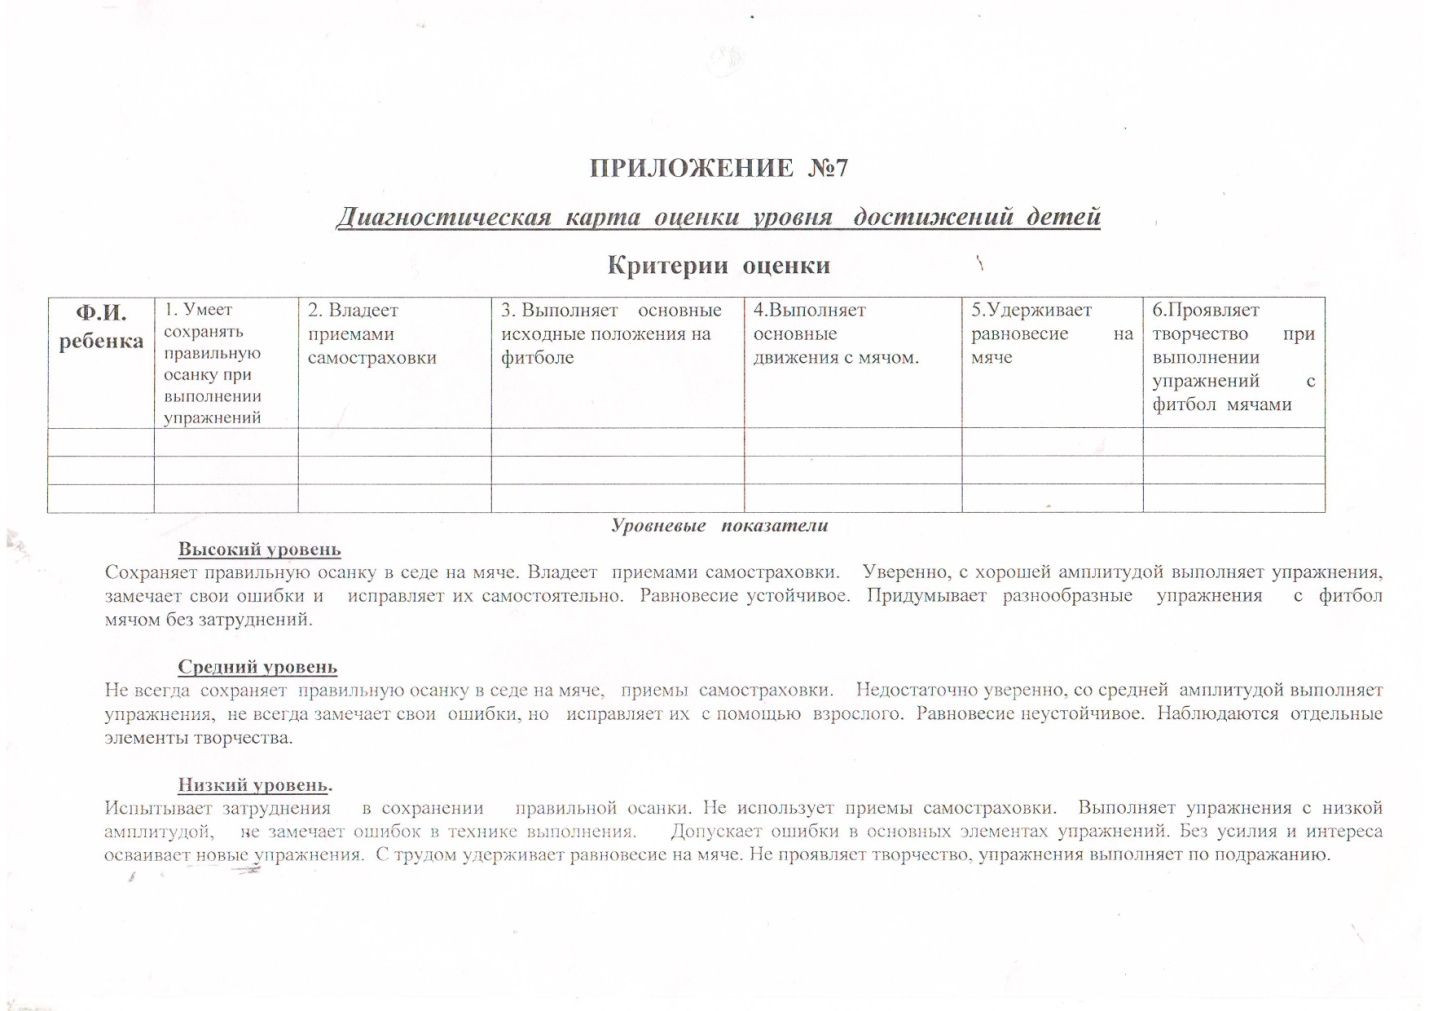 ПРИЛОЖЕНИЕ №7
Диагностическая карта оценки уровня достижений детей
Критерии оценки
Ф.И. ребенка
1. Умеет сохранять правильную осанку при выполнении упражнений
2. Владеет приемами самостраховки
3. Выполняет основные исходные положения на фитболе
4.Выполняет основные движения с мячом.
5.Удерживает равновесие на мяче
6.Проявляет творчество при выполнении упражнений с фитбол мячами
Уровневые показатели
Высокий уровень
Сохраняет правильную осанку в седе на мяче. Владеет приемами самостраховки. Уверенно, с хорошей амплитудой выполняет упражнения,
замечает свои ошибки и исправляет их самостоятельно. Равновесие устойчивое. Придумывает разнообразные упражнения с фитбол
мячом без затруднений.
Средний уровень
Не всегда сохраняет правильную осанку в седе на мяче, приемы самостраховки. Недостаточно уверенно, со средней амплитудой выполняет
упражнения, не всегда замечает свои ошибки, но исправляет их с помощью взрослого. Равновесие неустойчивое. Наблюдаются отдельные
элементы творчества.
Низкий уровень.
Испытывает затруднения в сохранении правильной осанки. Не использует приемы самостраховки. Выполняет упражнения с низкой
амплитудой, не замечает ошибок в технике выполнения. Допускает ошибки в основных элементах упражнений. Без усилия и интереса
осваивает новые упражнения. С трудом удерживает равновесие на мяче. Не проявляет творчество, упражнения выполняет по подражанию.